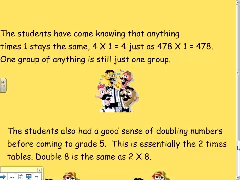 The students have come knowing that anything
times 1 stays the same, 4 X 1 = 4 just as 478 X 1 = 478.
One group of anything is still just one group.
The students also had a good sense of doubling numbers
before coming to grade 5. This is essentially the 2 times
tables. Double 8 is the same as 2 X 8.